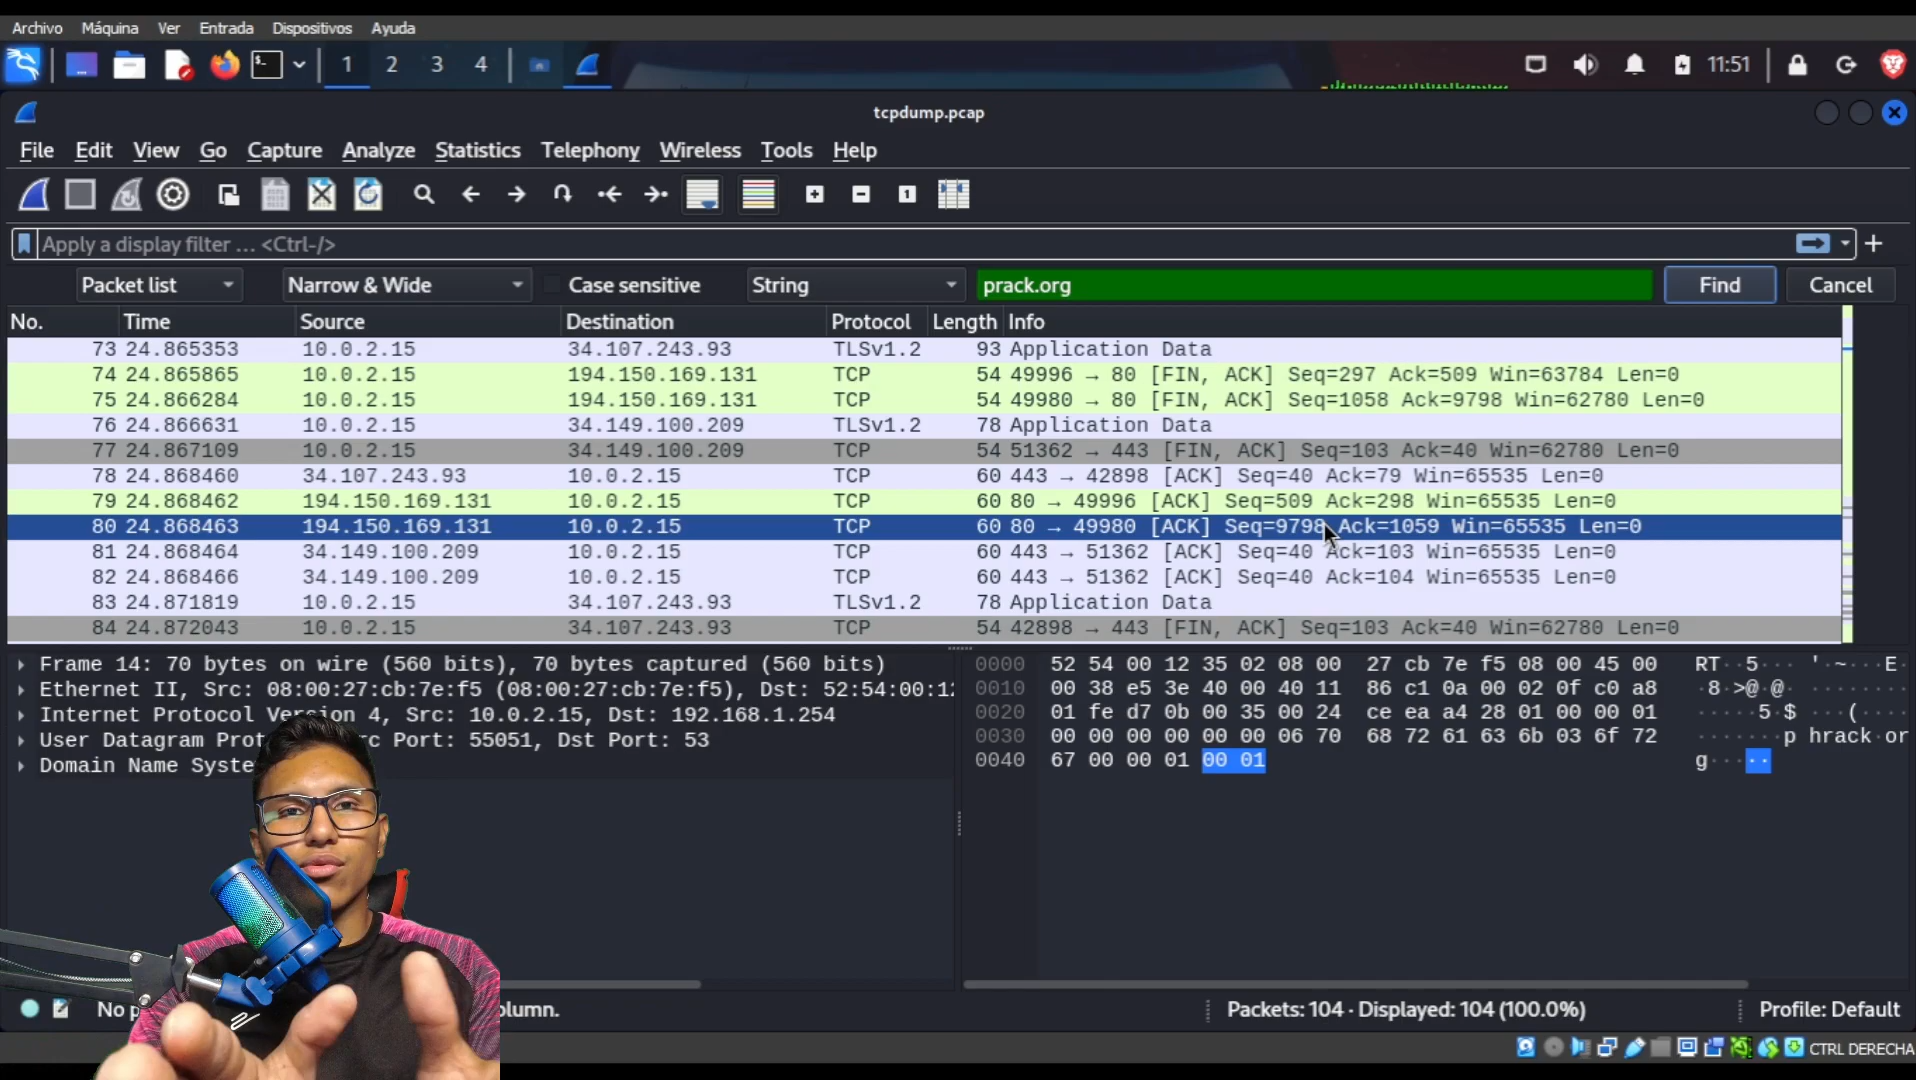 Archivo Máquina Ver Entrada Dispositivos Ayuda
1 2 3 4 11:51
tcpdump.pcap
File Edit View Go Capture Analyze Statistics Telephony Wireless Tools Help
Apply a display filter ... <Ctrl-/>
Packet list Narrow & Wide Case sensitive String prack.org Find Cancel
No. Time Source Destination Protocol Length Info
73 24.865353 10.0.2.15 34.107.243.93 TLSv1.2 93 Application Data
74 24.865865 10.0.2.15 194.150.169.131 TCP 54 49996 → 80 [FIN, ACK] Seq=297 Ack=509 Win=63784 Len=0
75 24.866284 10.0.2.15 194.150.169.131 TCP 54 49980 → 80 [FIN, ACK] Seq=1058 Ack=9798 Win=62780 Len=0
76 24.866631 10.0.2.15 34.149.100.209 TLSv1.2 78 Application Data
77 24.867109 10.0.2.15 34.149.100.209 TCP 54 51362 → 443 [FIN, ACK] Seq=103 Ack=40 Win=62780 Len=0
78 24.868460 34.107.243.93 10.0.2.15 TCP 60 443 → 42898 [ACK] Seq=40 Ack=79 Win=65535 Len=0
79 24.868462 194.150.169.131 10.0.2.15 TCP 60 80 → 49996 [ACK] Seq=509 Ack=298 Win=65535 Len=0
80 24.868463 194.150.169.131 10.0.2.15 TCP 60 80 → 49980 [ACK] Seq=9798 Ack=1059 Win=65535 Len=0
81 24.868464 34.149.100.209 10.0.2.15 TCP 60 443 → 51362 [ACK] Seq=40 Ack=103 Win=65535 Len=0
82 24.868466 34.149.100.209 10.0.2.15 TCP 60 443 → 51362 [ACK] Seq=40 Ack=104 Win=65535 Len=0
83 24.871819 10.0.2.15 34.107.243.93 TLSv1.2 78 Application Data
84 24.872043 10.0.2.15 34.107.243.93 TCP 54 42898 → 443 [FIN, ACK] Seq=103 Ack=40 Win=62780 Len=0
Frame 14: 70 bytes on wire (560 bits), 70 bytes captured (560 bits)
Ethernet II, Src: 08:00:27:cb:7e:f5 (08:00:27:cb:7e:f5), Dst: 52:54:00:12
Internet Protocol Version 4, Src: 10.0.2.15, Dst: 192.168.1.254
User Datagram Prot rc Port: 55051, Dst Port: 53
Domain Name Syste
0000 52 54 00 12 35 02 08 00 27 cb 7e f5 08 00 45 00 RT··5··· '·~···E·
0010 00 38 e5 3e 40 00 40 11 86 c1 0a 00 02 0f c0 a8 ·8·>@·@· ········
0020 01 fe d7 0b 00 35 00 24 ce ea a4 28 01 00 00 01 ·····5·$ ···(····
0030 00 00 00 00 00 00 06 70 68 72 61 63 6b 03 6f 72 ·······p hrack·or
0040 67 00 00 01 00 01 g·····
No p olumn. Packets: 104 · Displayed: 104 (100.0%) Profile: Default
CTRL DERECHA